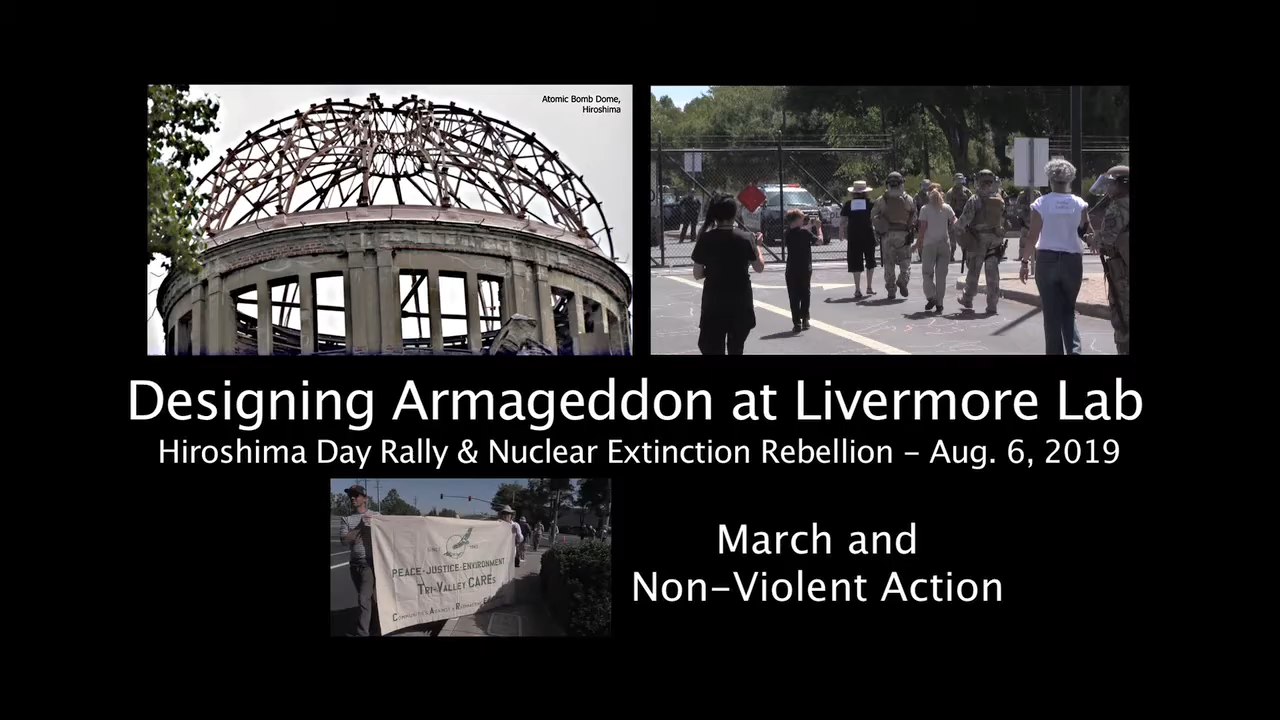 Atomic Bomb Dome,
Hiroshima
Designing Armageddon at Livermore Lab
Hiroshima Day Rally & Nuclear Extinction Rebellion – Aug. 6, 2019
PEACE-JUSTICE-ENVIRONMENT
TRI-VALLEY CAREs
March and
Non–Violent Action